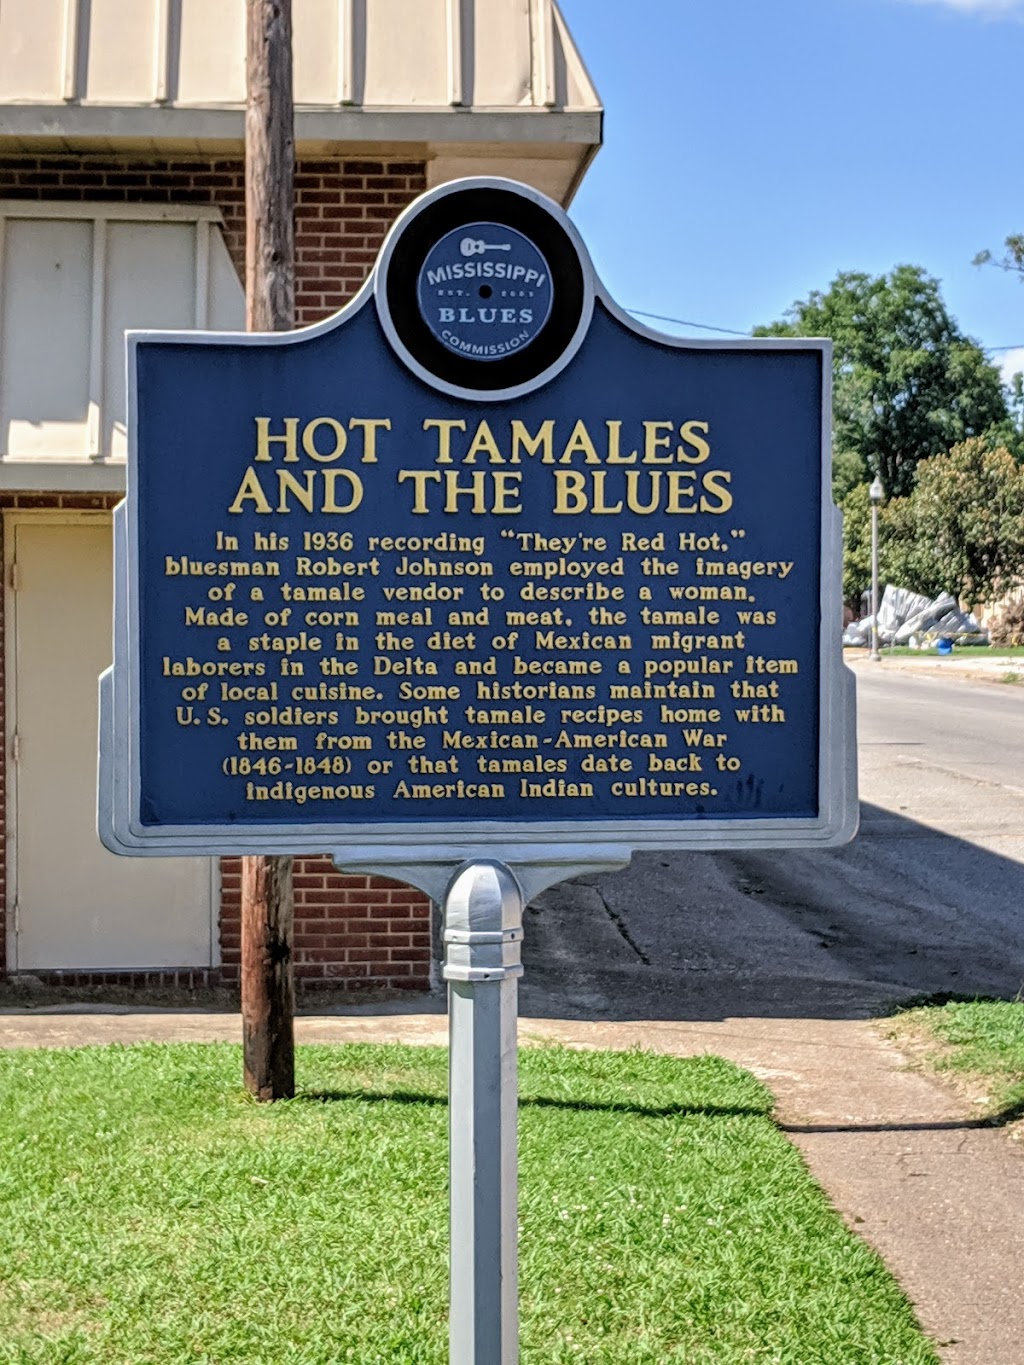 MISSISSIPPI
EST. 2003
BLUES
COMMISSION
HOT TAMALES
AND THE BLUES
In his 1936 recording “They're Red Hot,”
bluesman Robert Johnson employed the imagery
of a tamale vendor to describe a woman.
Made of corn meal and meat, the tamale was
a staple in the diet of Mexican migrant
laborers in the Delta and became a popular item
of local cuisine. Some historians maintain that
U.S. soldiers brought tamale recipes home with
them from the Mexican-American War
(1846-1848) or that tamales date back to
indigenous American Indian cultures.